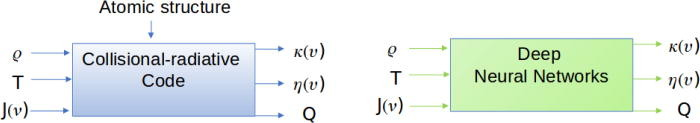 Atomic structure
ϱ
T
J(ν)
Collisional-radiative
Code
κ(υ)
η(υ)
Q
ϱ
T
J(ν)
Deep
Neural Networks
κ(υ)
η(υ)
Q